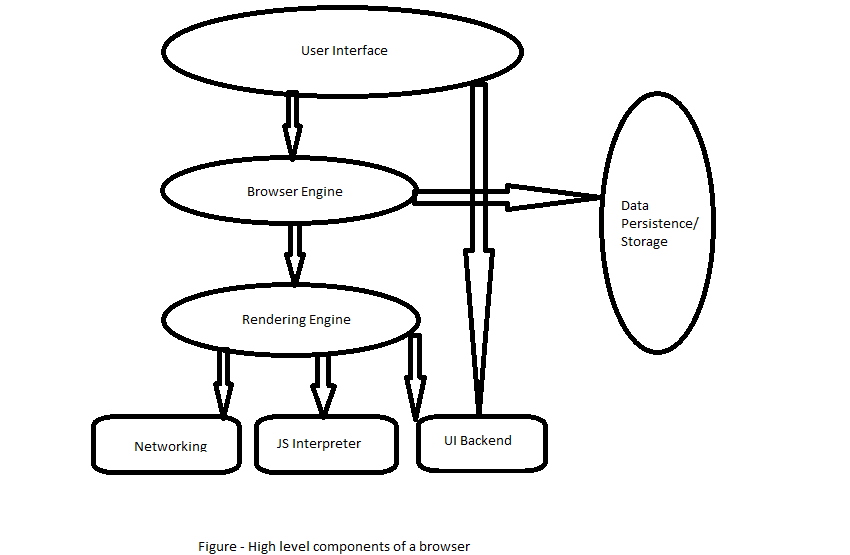 User Interface
Browser Engine
Data
Persistence/
Storage
Rendering Engine
Networking
JS Interpreter
UI Backend
Figure - High level components of a browser